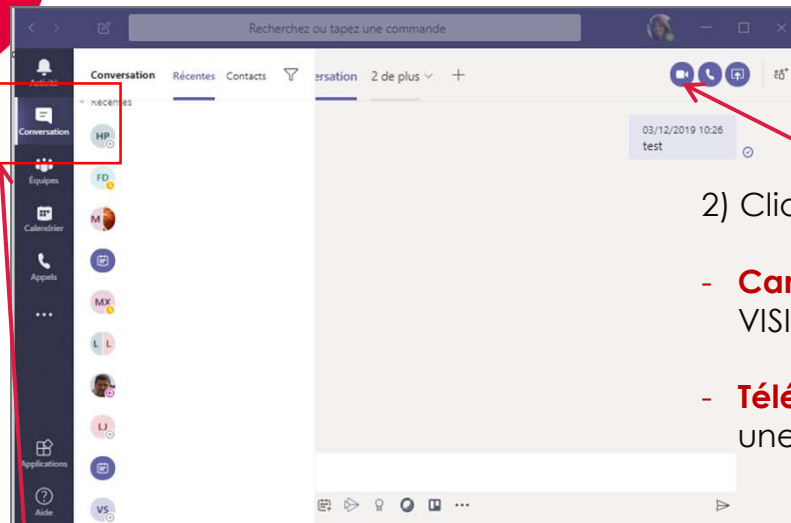 Recherchez ou tapez une commande
Activité
Conversation
Équipes
Calendrier
Appels
Applications
Aide
Conversation Récentes Contacts
Récentes
HP
FD
M
MX
L L
LJ
VS
ersation 2 de plus +
03/12/2019 10:26
test
2) Clic
- Car
VISI
- Télé
une